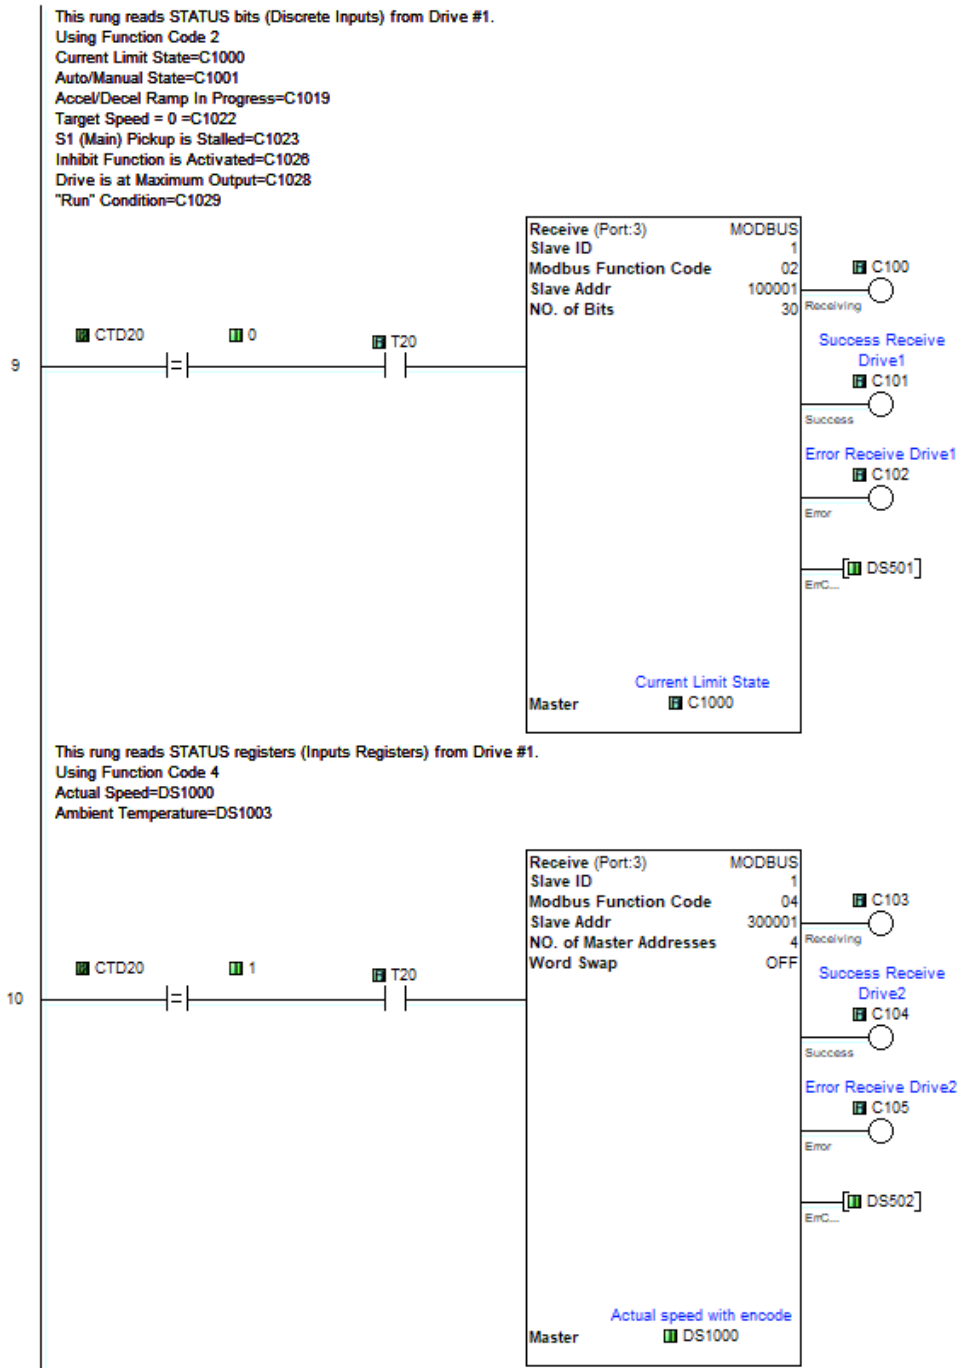 This rung reads STATUS bits (Discrete Inputs) from Drive #1.
Using Function Code 2
Current Limit State=C1000
Auto/Manual State=C1001
Accel/Decel Ramp In Progress=C1019
Target Speed = 0 =C1022
S1 (Main) Pickup is Stalled=C1023
Inhibit Function is Activated=C1026
Drive is at Maximum Output=C1028
"Run" Condition=C1029
Receive (Port:3) MODBUS
Slave ID 1
Modbus Function Code 02
Slave Addr 100001
NO. of Bits 30
C100
Receiving
Success Receive
Drive1
C101
Success
Error Receive Drive1
C102
Error
DS501
ErrC...
9
CTD20
=
0
T20
Current Limit State
Master C1000
This rung reads STATUS registers (Inputs Registers) from Drive #1.
Using Function Code 4
Actual Speed=DS1000
Ambient Temperature=DS1003
Receive (Port:3) MODBUS
Slave ID 1
Modbus Function Code 04
Slave Addr 300001
NO. of Master Addresses 4
Word Swap OFF
C103
Receiving
Success Receive
Drive2
C104
Success
Error Receive Drive2
C105
Error
DS502
ErrC...
10
CTD20
=
1
T20
Actual speed with encode
Master DS1000